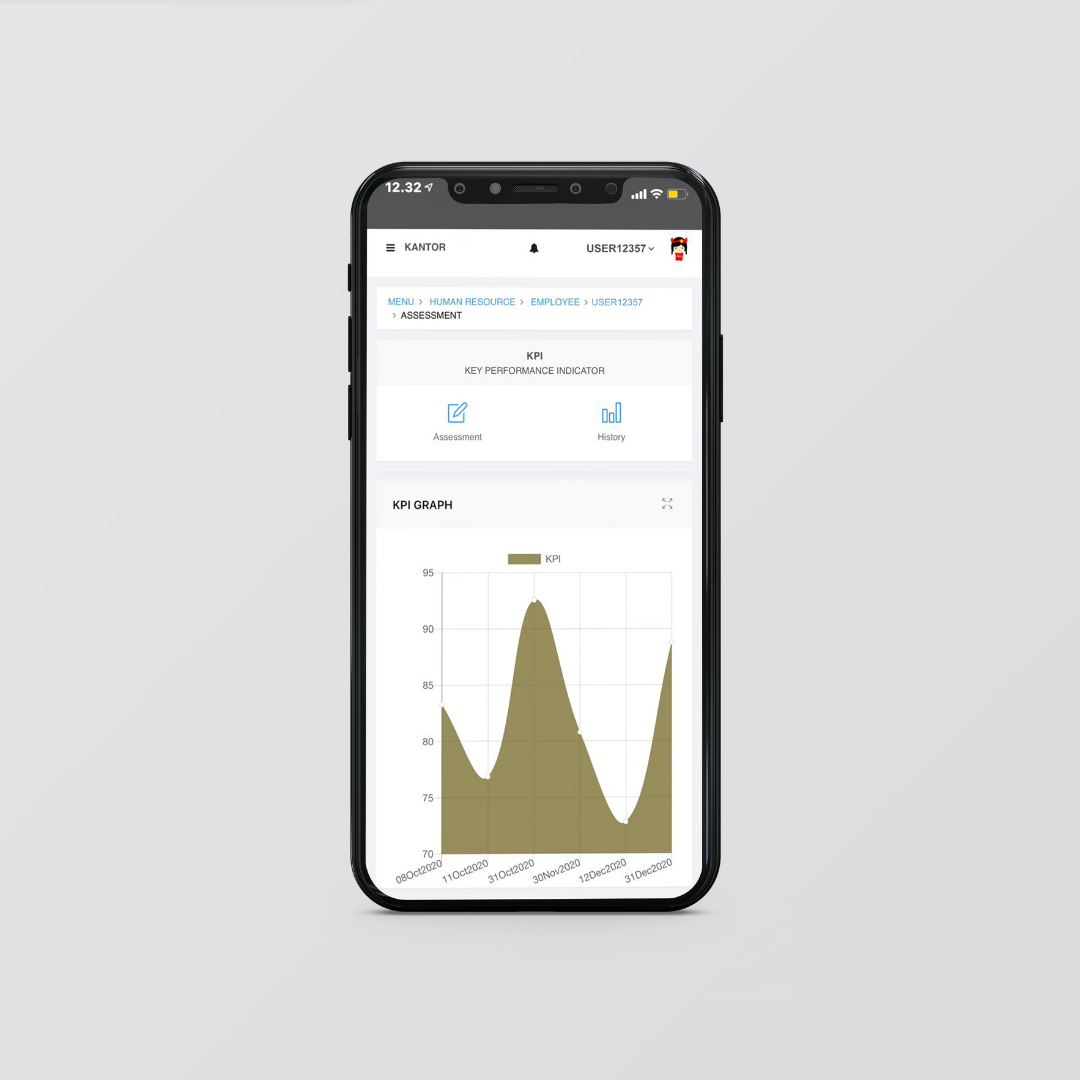 12.32
KANTOR
USER12357
MENU > HUMAN RESOURCE > EMPLOYEE > USER12357
> ASSESSMENT
KPI
KEY PERFORMANCE INDICATOR
Assessment
History
KPI GRAPH
KPI
95
90
85
80
75
70
08Oct2020
11Oct2020
31Oct2020
30Nov2020
12Dec2020
31Dec2020